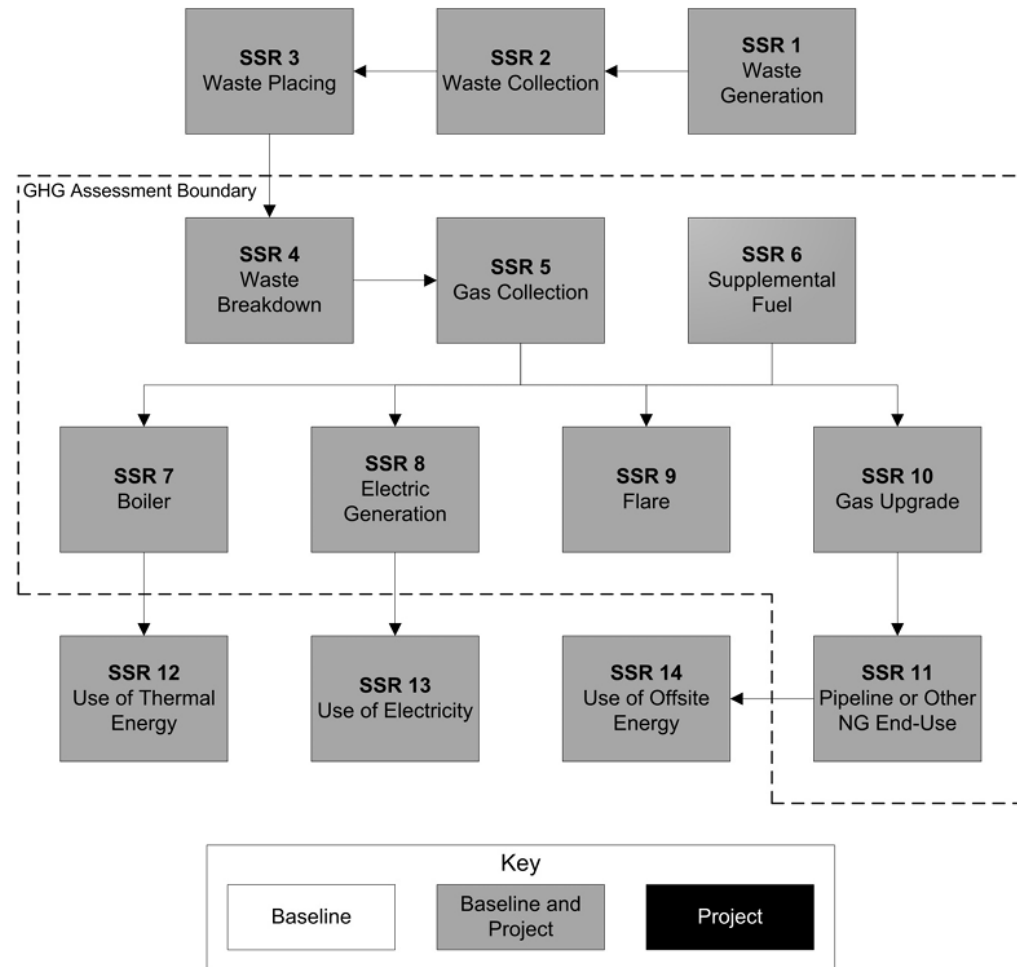 SSR 3
Waste Placing
SSR 2
Waste Collection
SSR 1
Waste
Generation
GHG Assessment Boundary
SSR 4
Waste
Breakdown
SSR 5
Gas Collection
SSR 6
Supplemental
Fuel
SSR 7
Boiler
SSR 8
Electric
Generation
SSR 9
Flare
SSR 10
Gas Upgrade
SSR 12
Use of Thermal
Energy
SSR 13
Use of Electricity
SSR 14
Use of Offsite
Energy
SSR 11
Pipeline or Other
NG End-Use
Key
Baseline
Baseline and
Project
Project